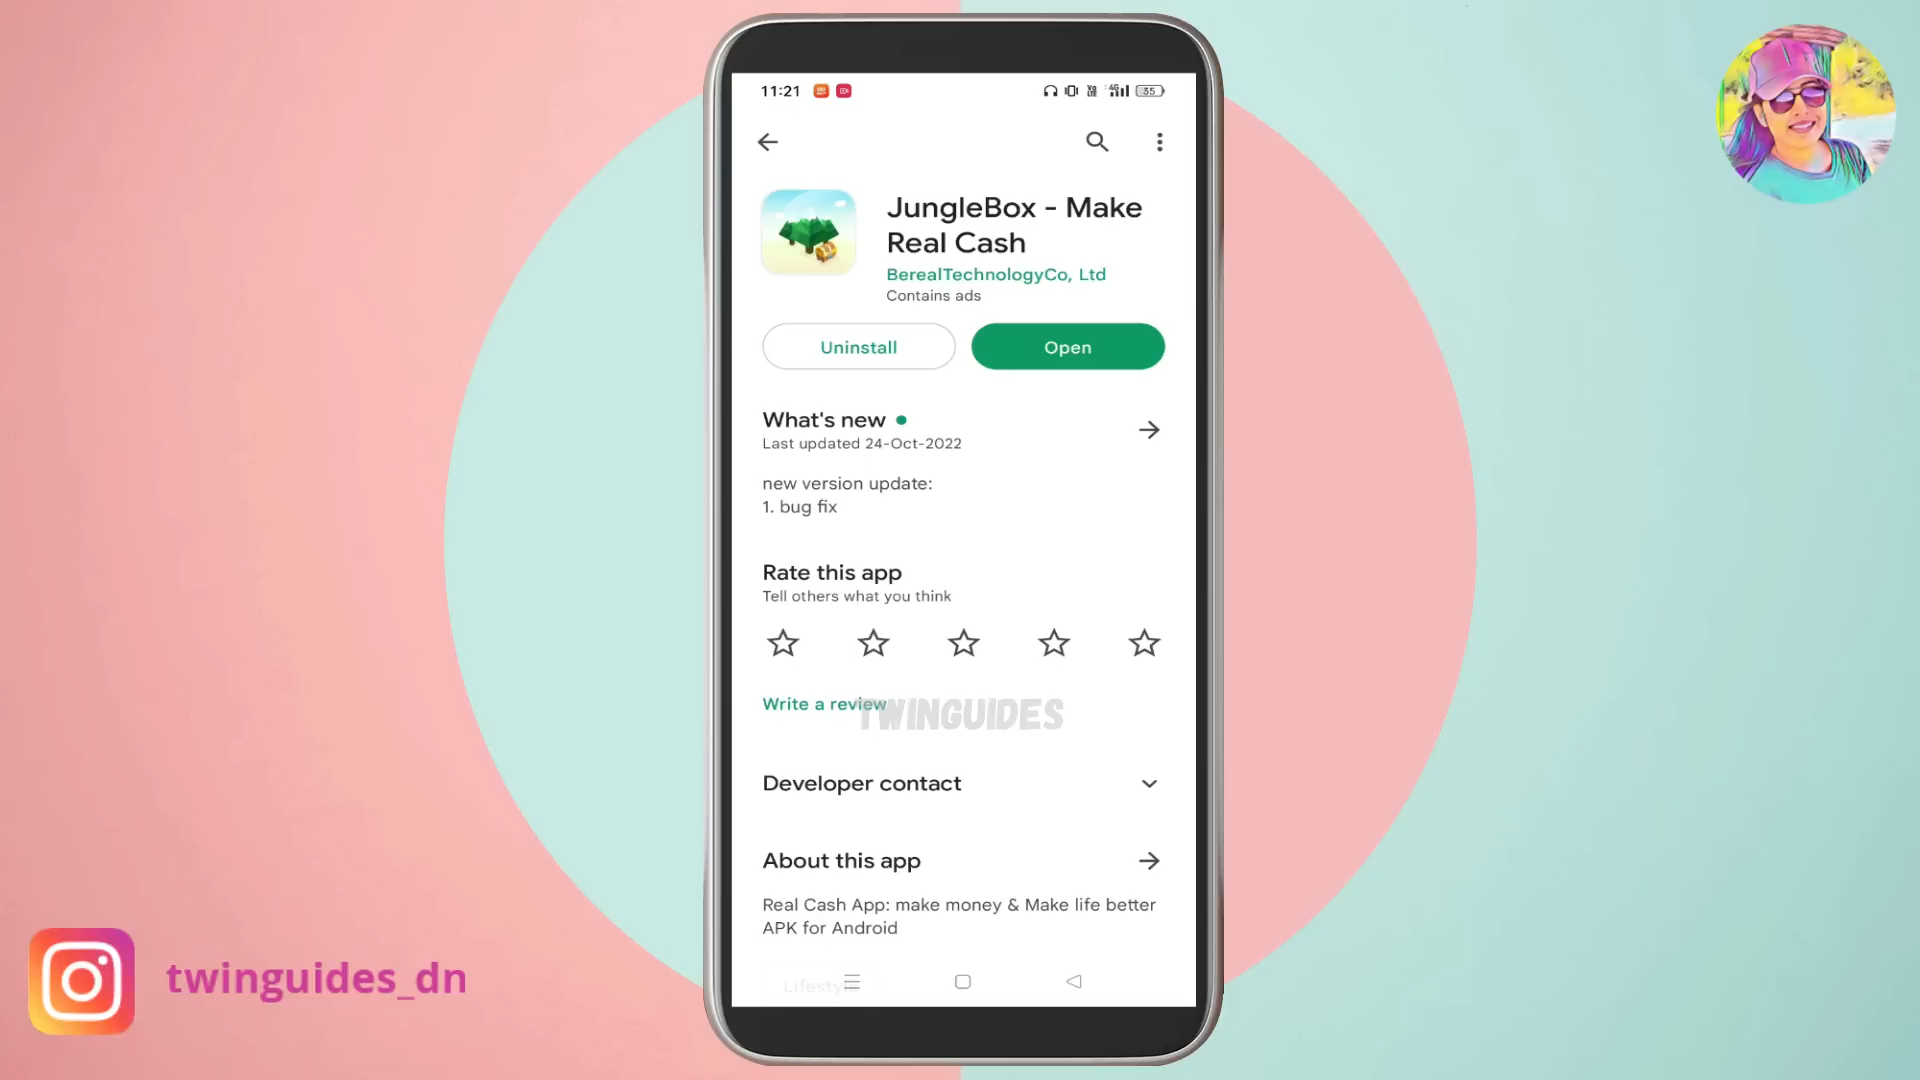 11:21
35
JungleBox - Make
Real Cash
BerealTechnologyCo, Ltd
Contains ads
Uninstall
Open
What's new
Last updated 24-Oct-2022
new version update:
1. bug fix
Rate this app
Tell others what you think
Write a review
TWINGUIDES
Developer contact
About this app
Real Cash App: make money & Make life better
APK for Android
Lifestyle
twinguides_dn